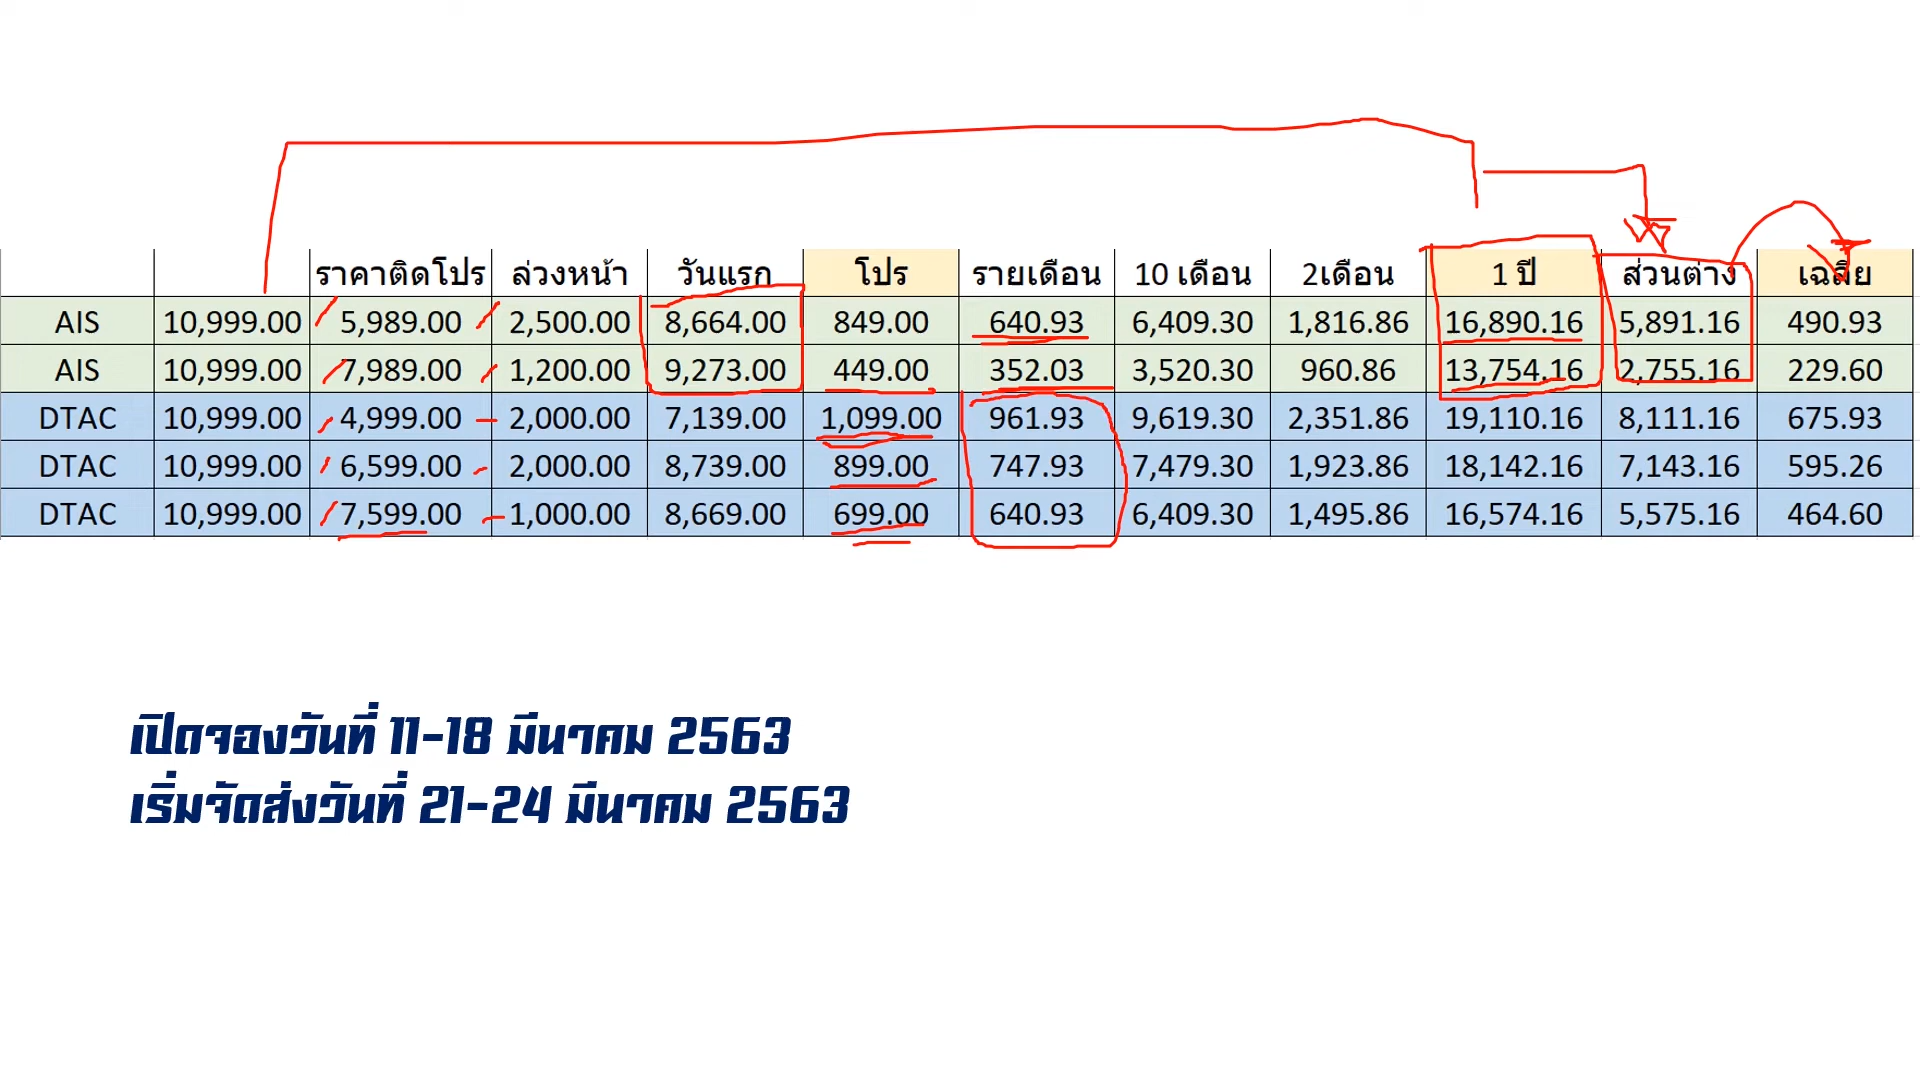 ราคาติดโปร ล่วงหน้า วันแรก โปร รายเดือน 10 เดือน 2เดือน 1 ปี ส่วนต่าง เฉลี่ย
AIS 10,999.00 5,989.00 2,500.00 8,664.00 849.00 640.93 6,409.30 1,816.86 16,890.16 5,891.16 490.93
AIS 10,999.00 7,989.00 1,200.00 9,273.00 449.00 352.03 3,520.30 960.86 13,754.16 2,755.16 229.60
DTAC 10,999.00 4,999.00 2,000.00 7,139.00 1,099.00 961.93 9,619.30 2,351.86 19,110.16 8,111.16 675.93
DTAC 10,999.00 6,599.00 2,000.00 8,739.00 899.00 747.93 7,479.30 1,923.86 18,142.16 7,143.16 595.26
DTAC 10,999.00 7,599.00 1,000.00 8,669.00 699.00 640.93 6,409.30 1,495.86 16,574.16 5,575.16 464.60
เปิดจองวันที่ 11-18 มีนาคม 2563
เริ่มจัดส่งวันที่ 21-24 มีนาคม 2563